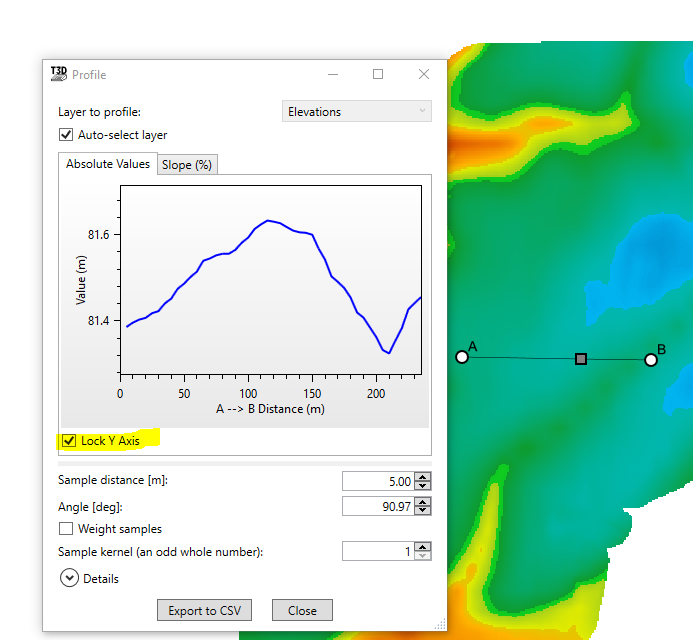 T3D Profile
Layer to profile: Elevations
Auto-select layer
Absolute Values Slope (%)
81.6
81.4
Value (m)
0 50 100 150 200
A --> B Distance (m)
Lock Y Axis
Sample distance [m]: 5.00
Angle [deg]: 90.97
Weight samples
Sample kernel (an odd whole number): 1
Details
Export to CSV Close
A
B